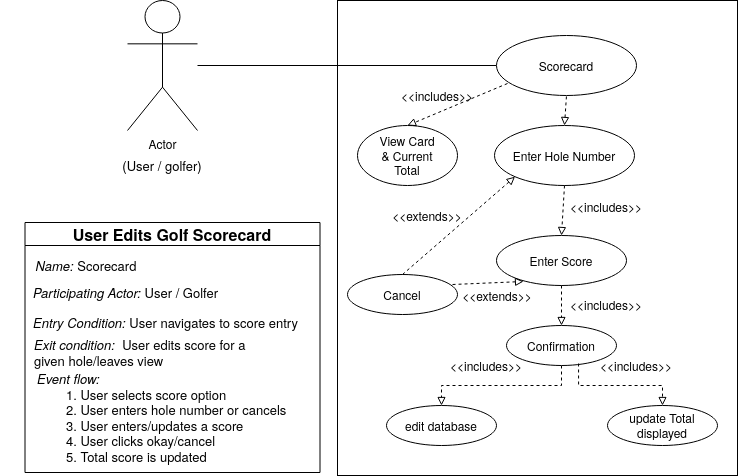 Actor
(User / golfer)
Scorecard
<<includes>>
View Card
& Current
Total
Enter Hole Number
<<extends>>
<<includes>>
Enter Score
Cancel
<<extends>>
<<includes>>
Confirmation
<<includes>>
<<includes>>
edit database
update Total
displayed
User Edits Golf Scorecard
Name: Scorecard
Participating Actor: User / Golfer
Entry Condition: User navigates to score entry
Exit condition: User edits score for a
given hole/leaves view
Event flow:
1. User selects score option
2. User enters hole number or cancels
3. User enters/updates a score
4. User clicks okay/cancel
5. Total score is updated